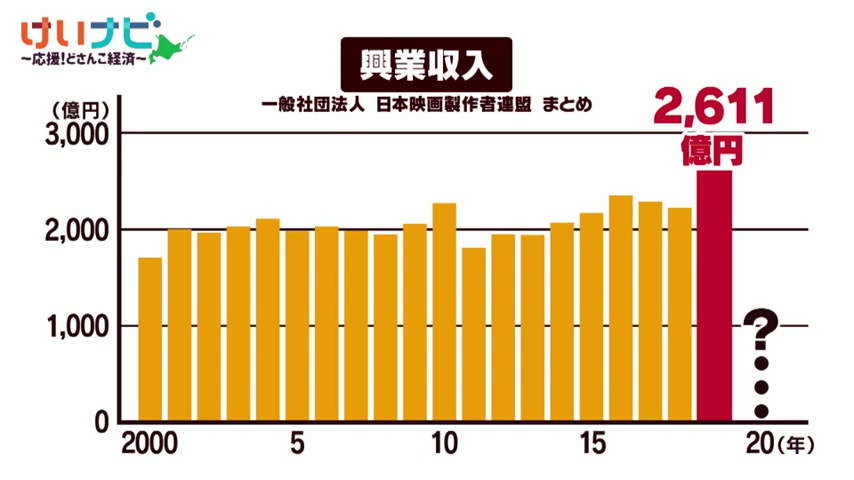 けいナビ
～応援!どさんこ経済～
興業収入
一般社団法人 日本映画製作者連盟 まとめ
(億円)
2,611
億円
3,000
2,000
1,000
?
0
2000 5 10 15 20(年)